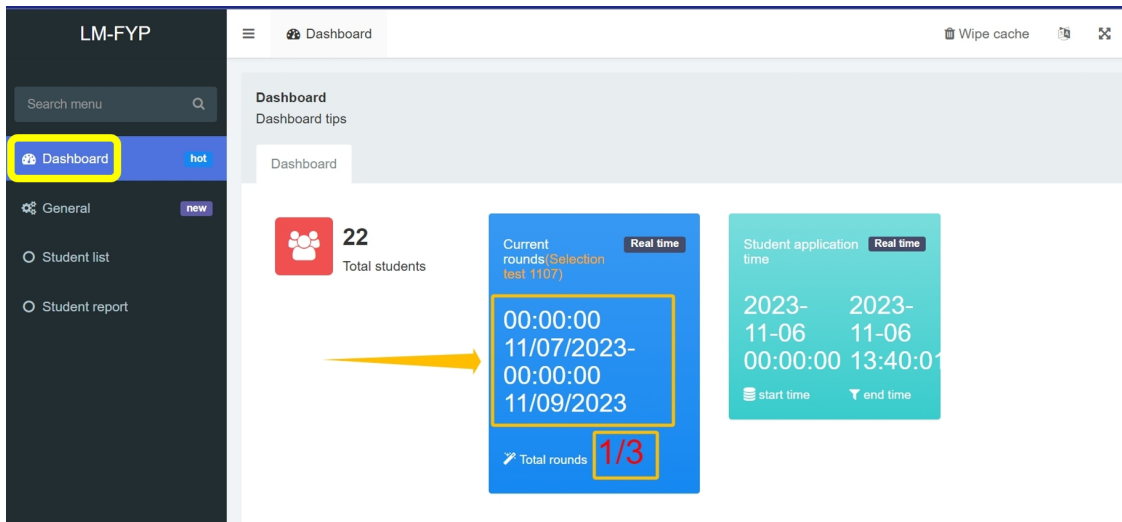 LM-FYP
Dashboard
Wipe cache
Search menu
Dashboard hot
General new
Student list
Student report
Dashboard
Dashboard tips
Dashboard
22
Total students
Current Real time
rounds(Selection
test 1107)
00:00:00
11/07/2023-
00:00:00
11/09/2023
Total rounds 1/3
Student application Real time
time
2023- 2023-
11-06 11-06
00:00:00 13:40:01
start time end time